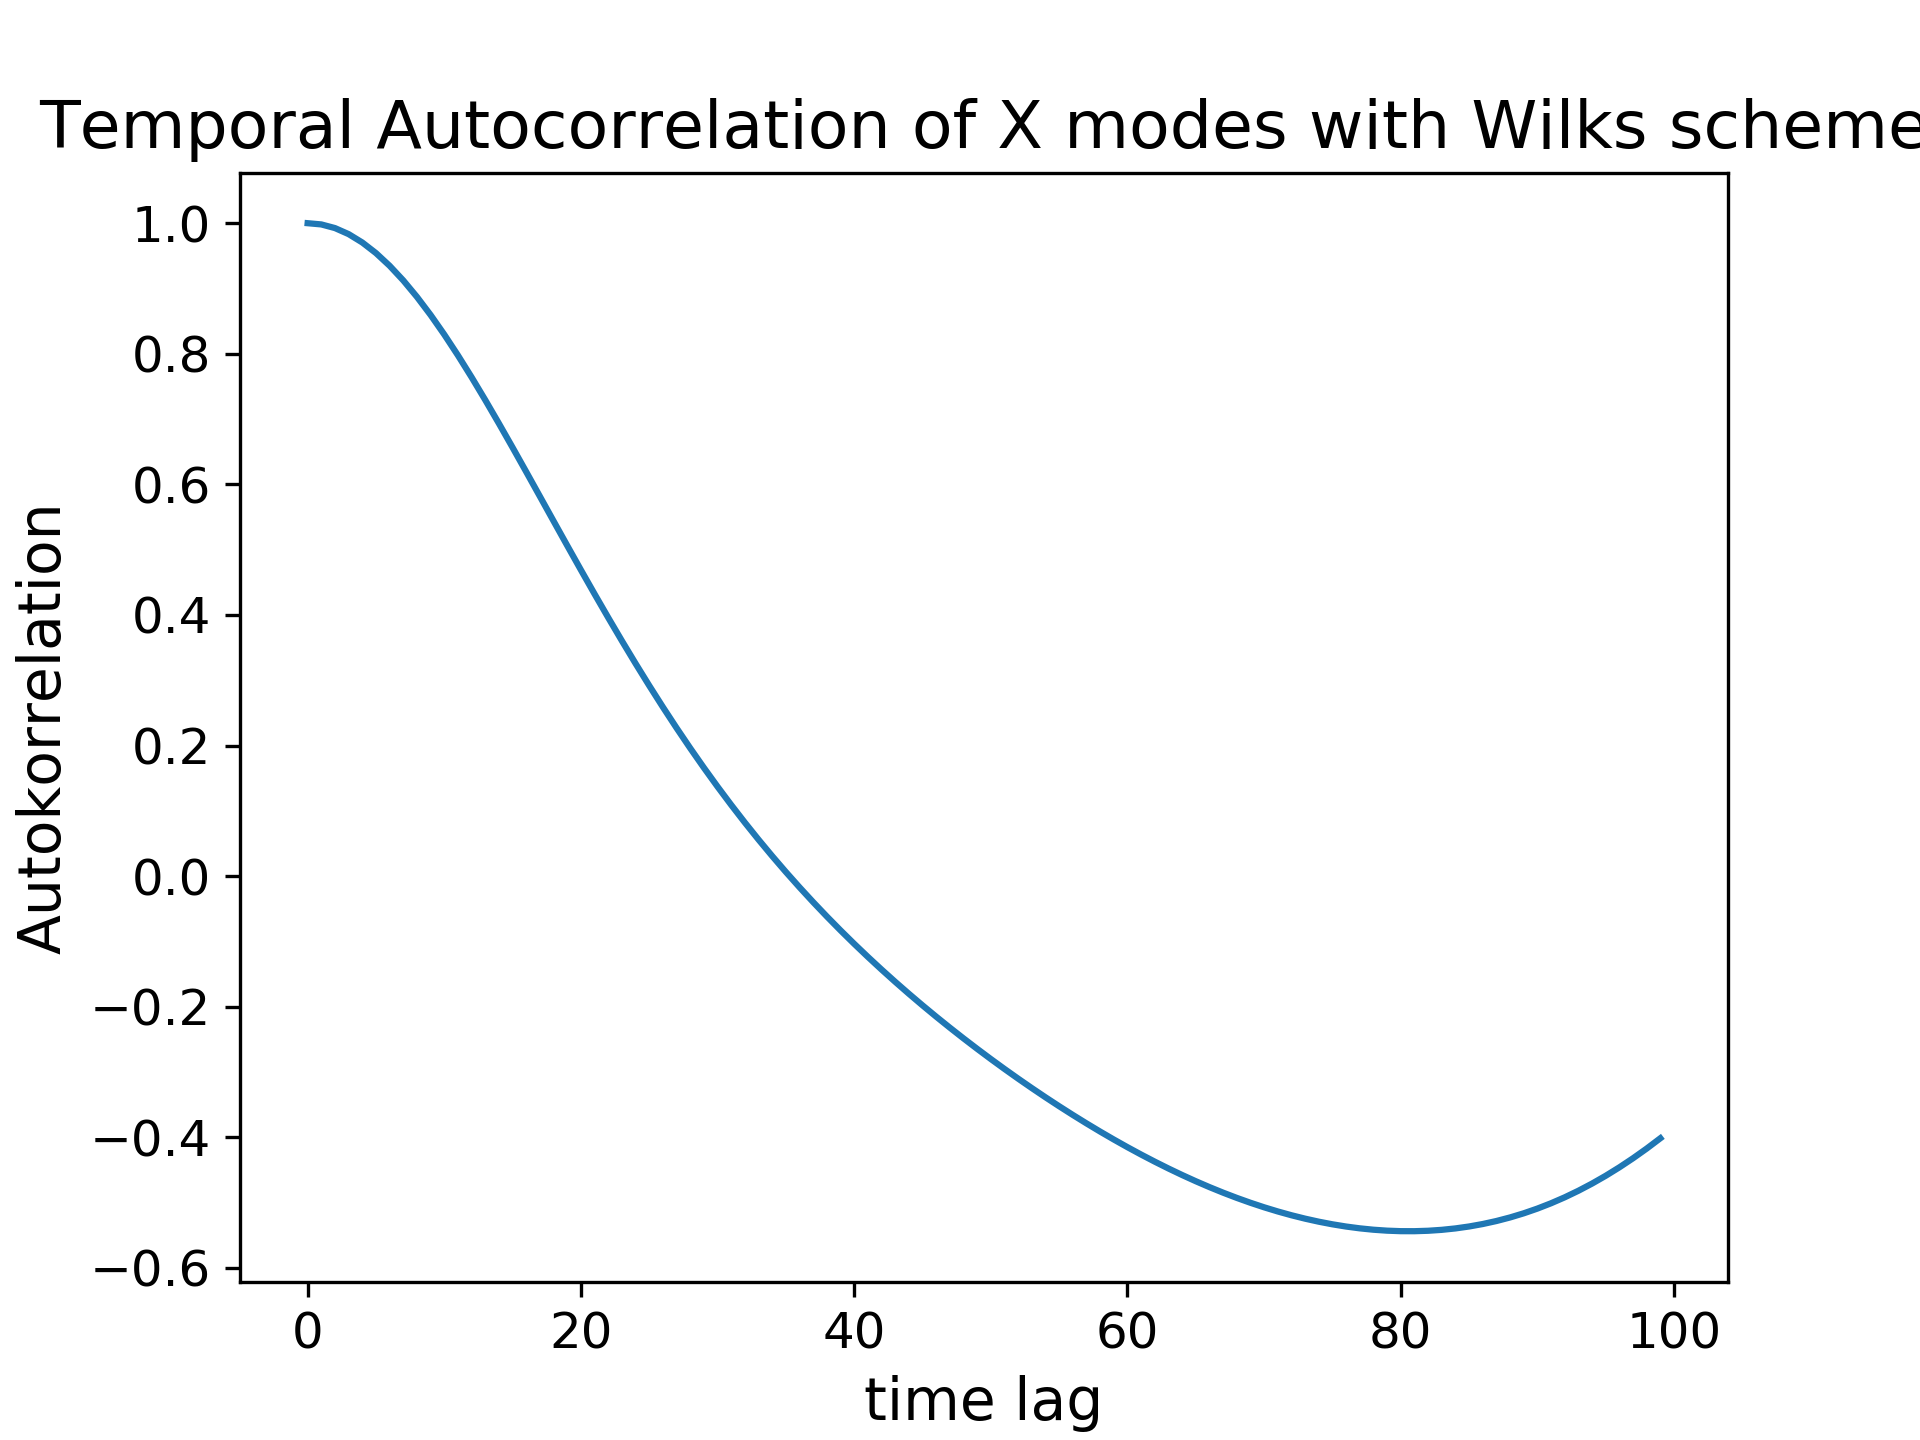 Temporal Autocorrelation of X modes with Wilks scheme
1.0
0.8
0.6
0.4
0.2
0.0
−0.2
−0.4
−0.6
Autokorrelation
0 20 40 60 80 100
time lag